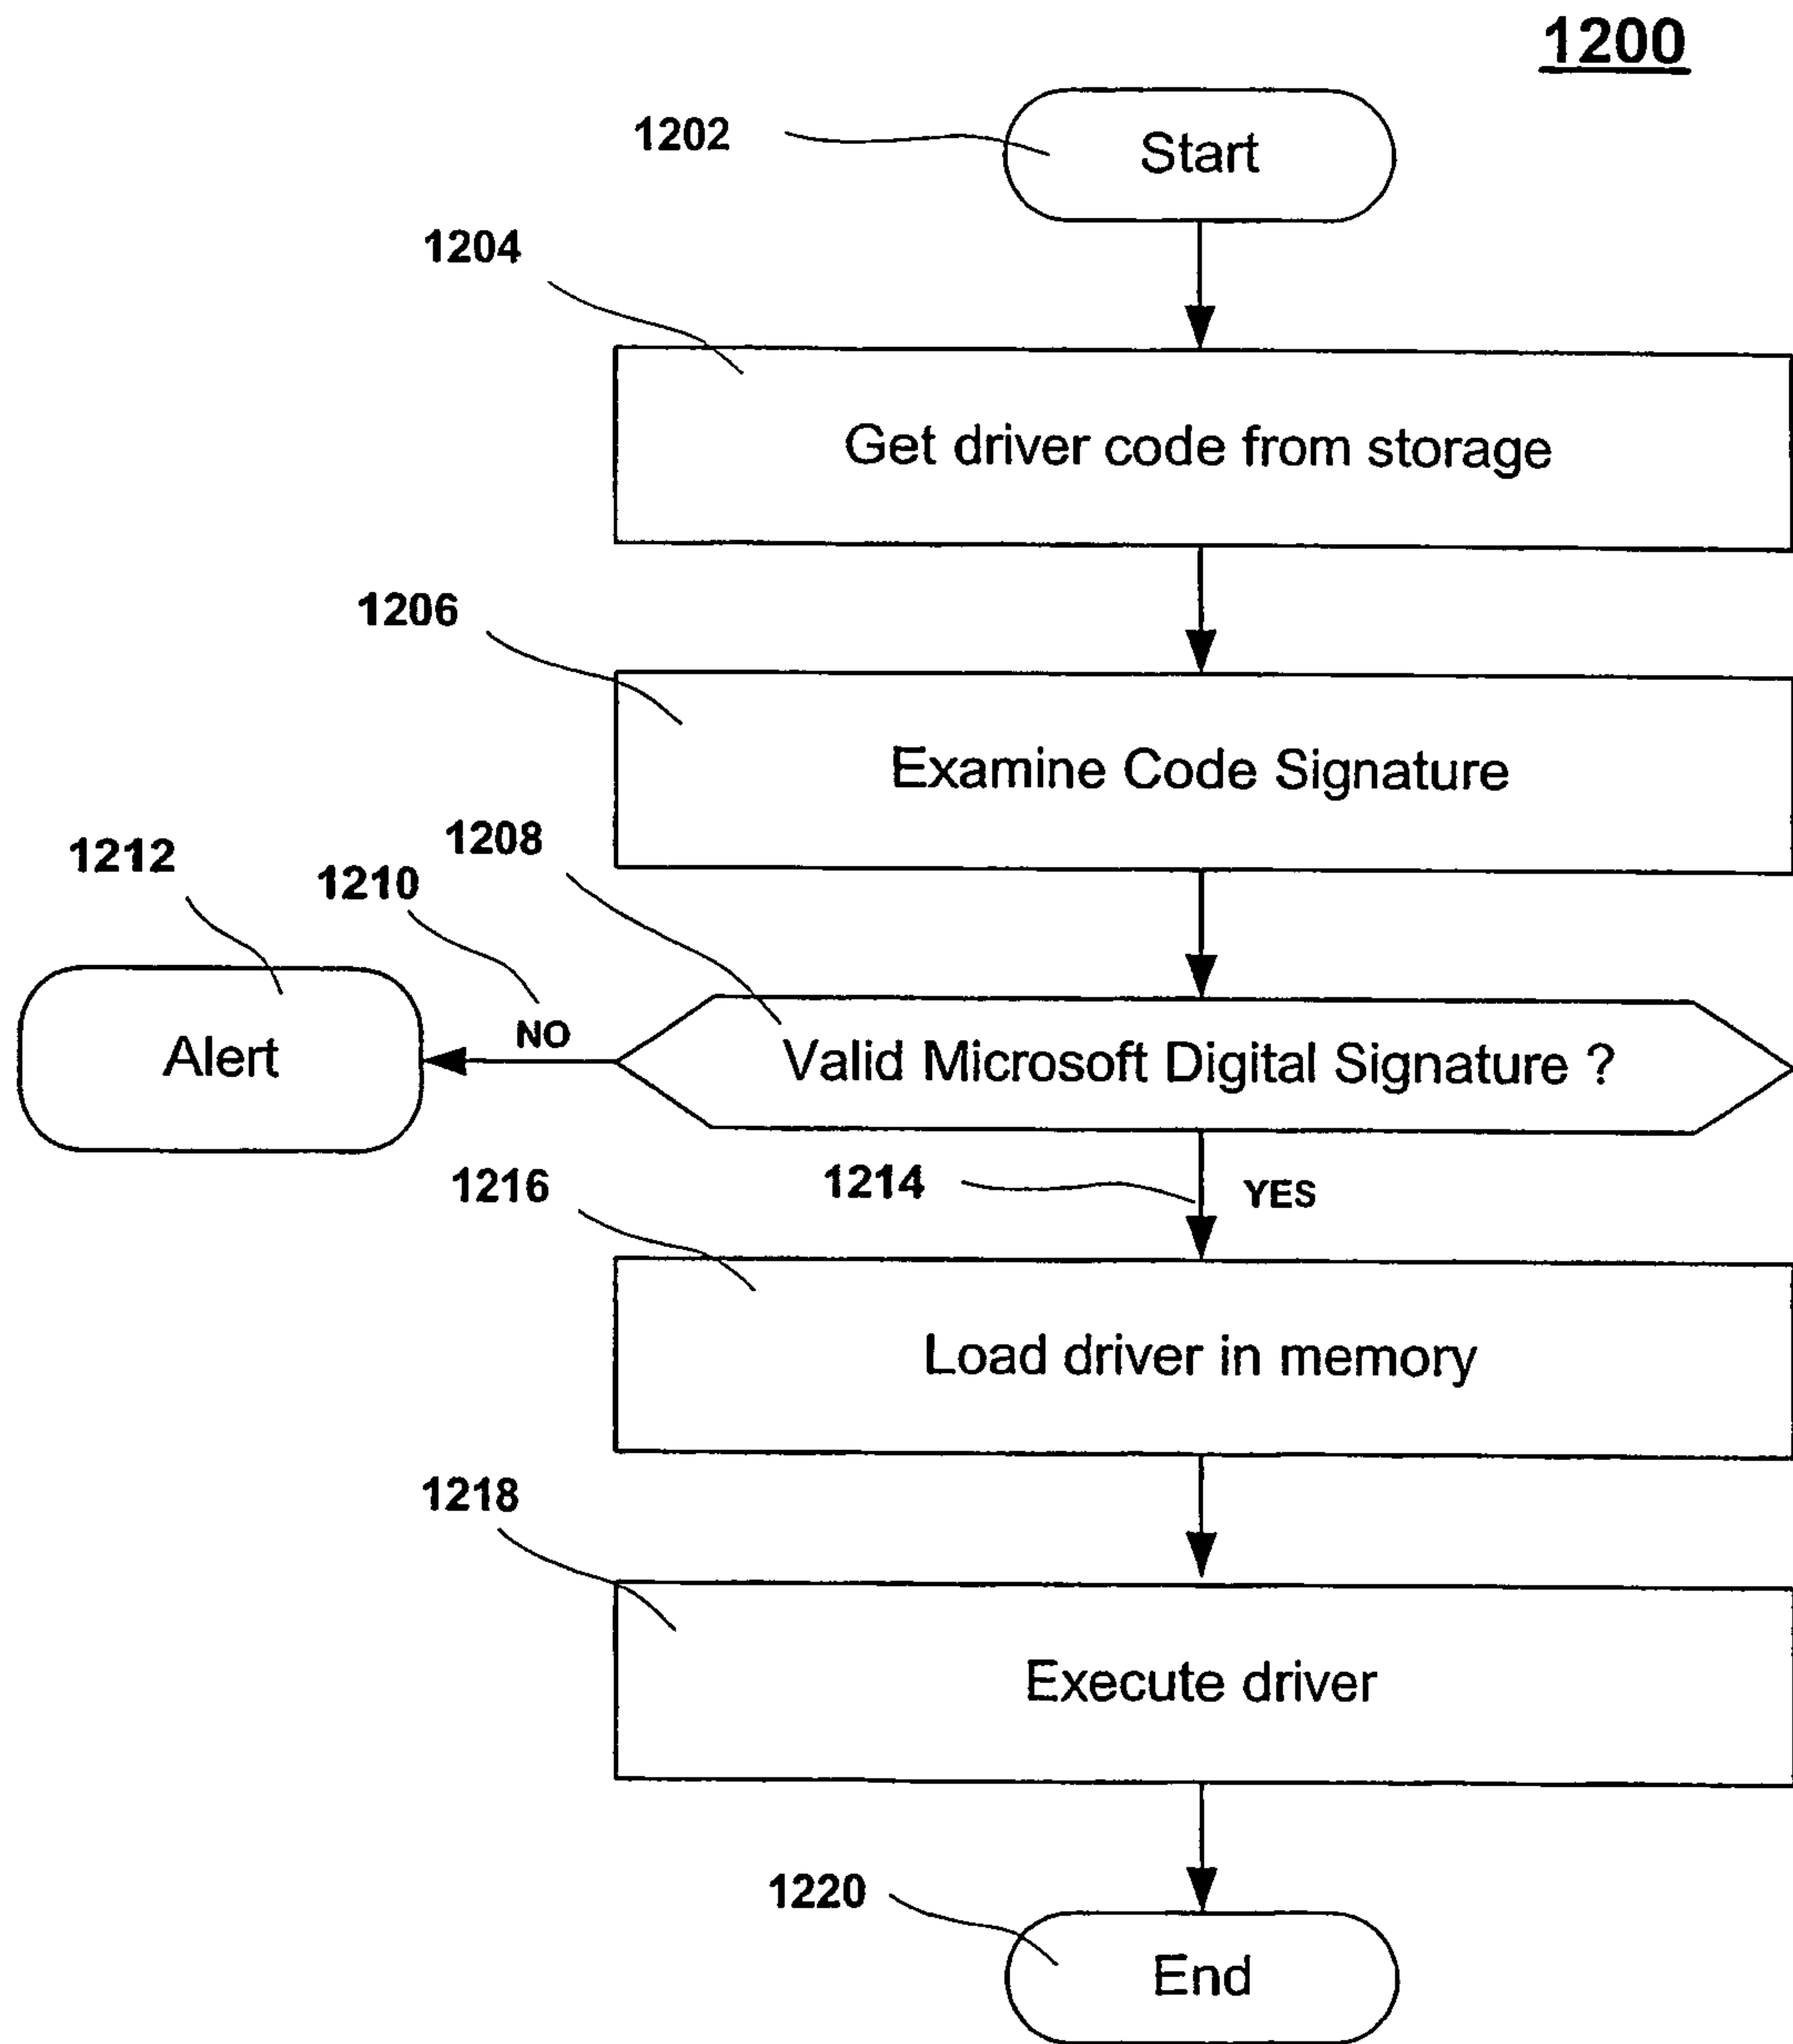 1200
1202
Start
1204
Get driver code from storage
1206
Examine Code Signature
1208
1212
1210
NO
Alert
Valid Microsoft Digital Signature ?
1214
YES
1216
Load driver in memory
1218
Execute driver
1220
End